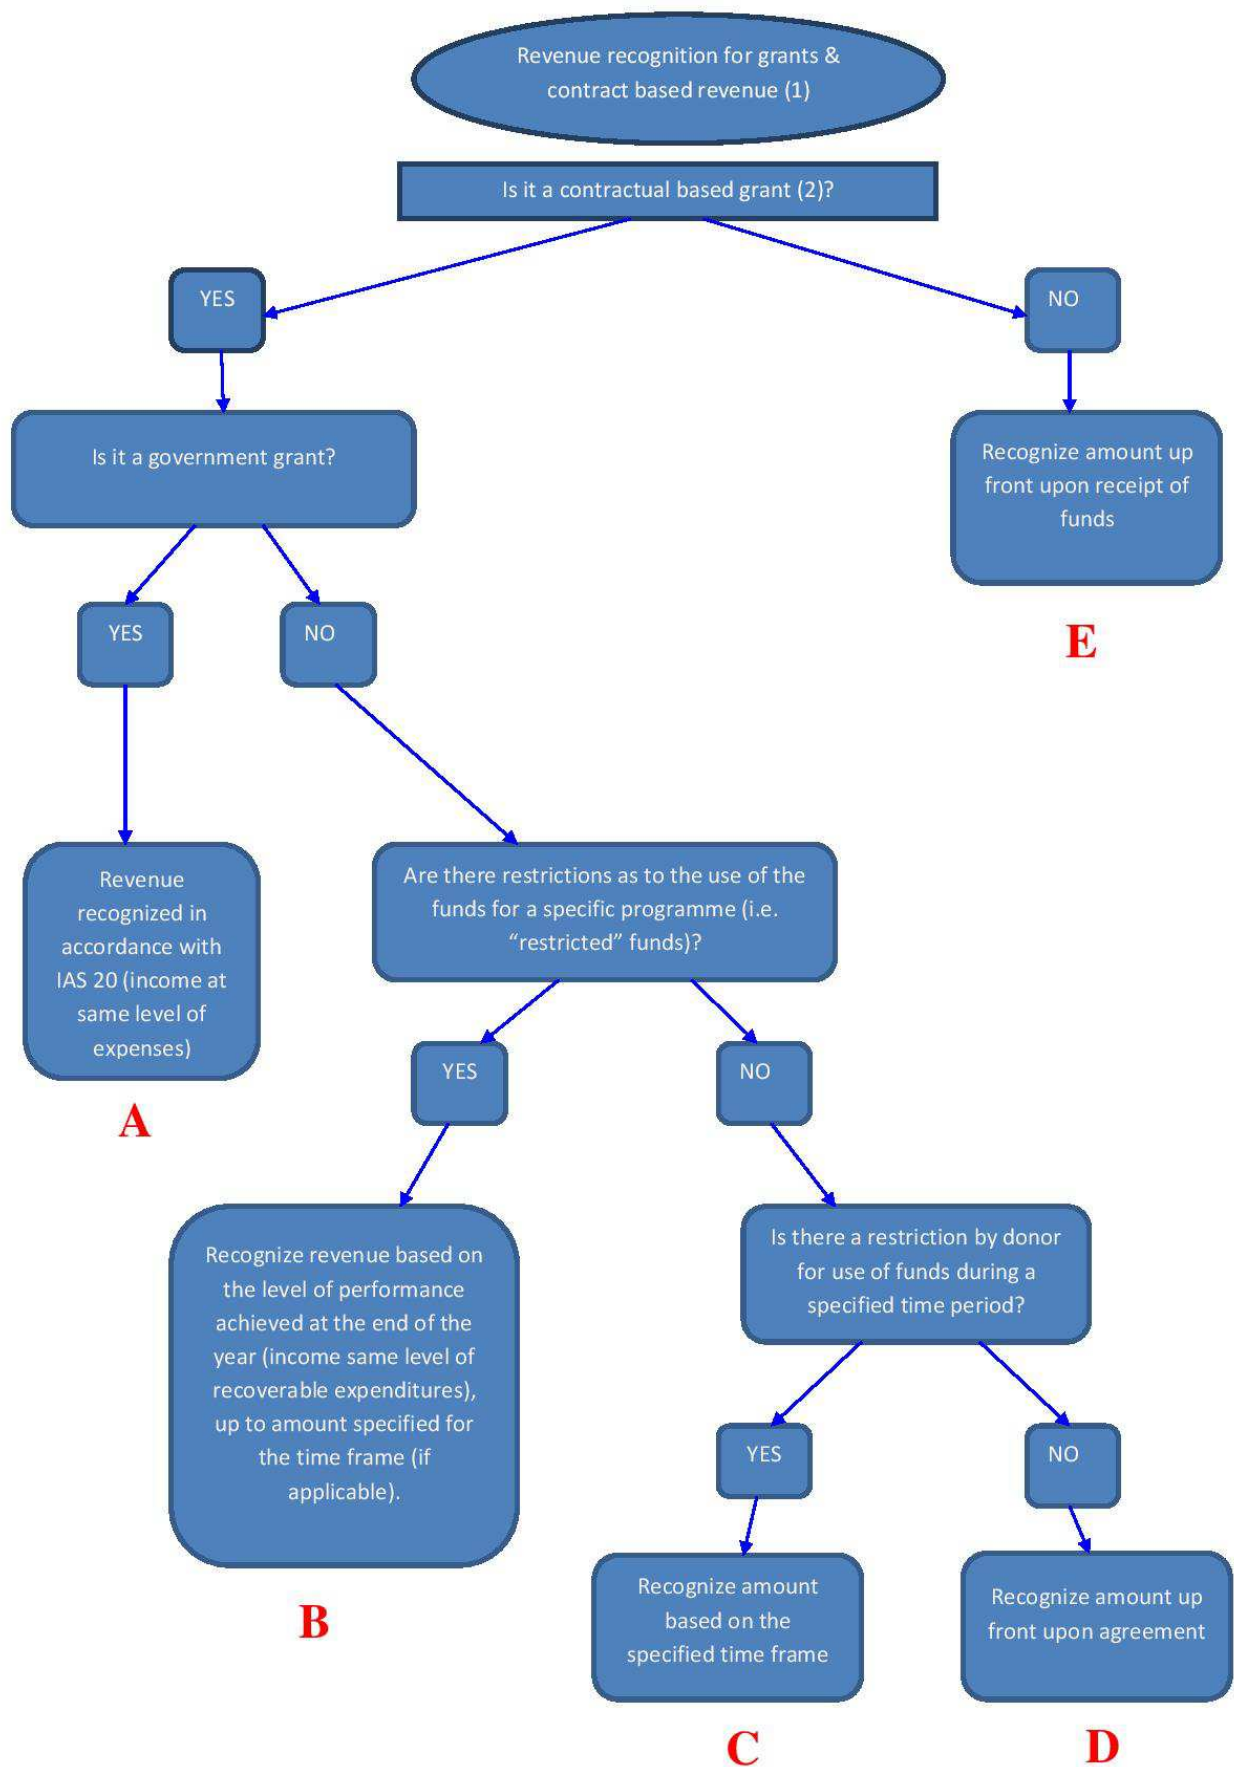 Revenue recognition for grants &
contract based revenue (1)
Is it a contractual based grant (2)?
YES
NO
Is it a government grant?
Recognize amount up
front upon receipt of
funds
YES
NO
E
Revenue
recognized in
accordance with
IAS 20 (income at
same level of
expenses)
A
Are there restrictions as to the use of the
funds for a specific programme (i.e.
“restricted” funds)?
YES
NO
Recognize revenue based on
the level of performance
achieved at the end of the
year (income same level of
recoverable expenditures),
up to amount specified for
the time frame (if
applicable).
B
Is there a restriction by donor
for use of funds during a
specified time period?
YES
NO
Recognize amount
based on the
specified time frame
C
Recognize amount up
front upon agreement
D